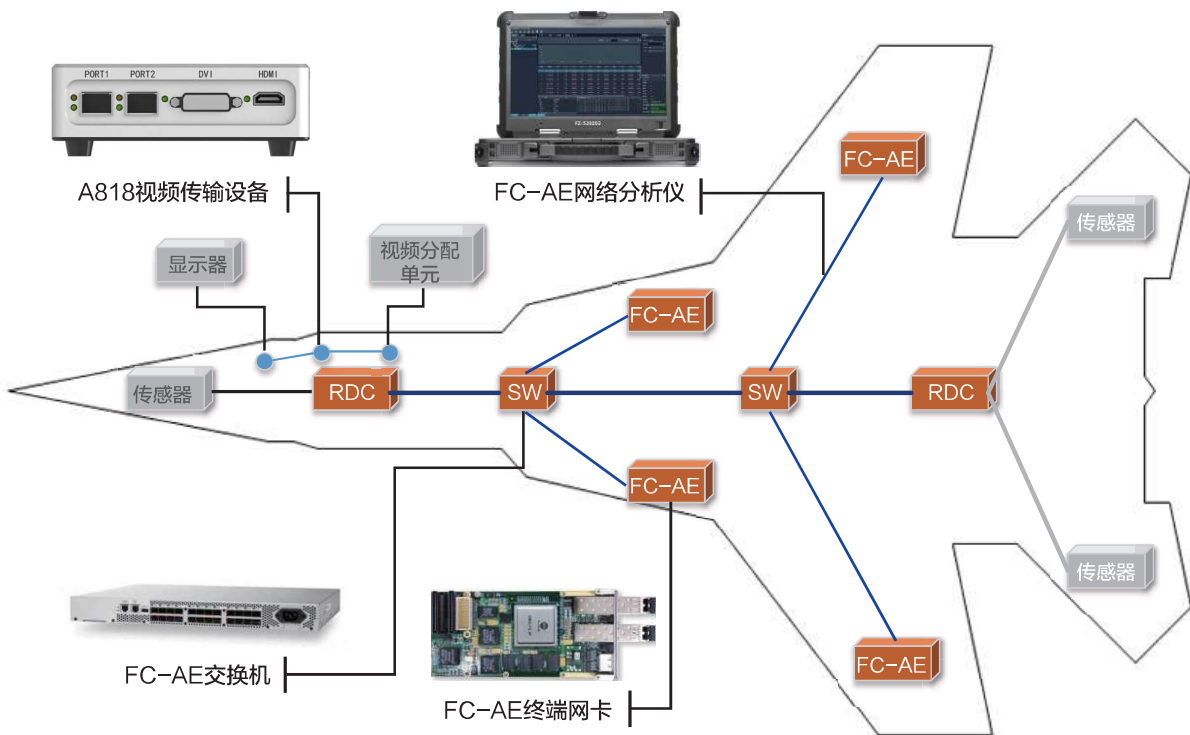 PORT1 PORT2 DVI HDMI
A818视频传输设备
FC-AE网络分析仪
FC-AE
传感器
显示器
视频分配
单元
FC-AE
传感器
RDC
SW
SW
RDC
FC-AE
传感器
FC-AE
FC-AE交换机
FC-AE终端网卡